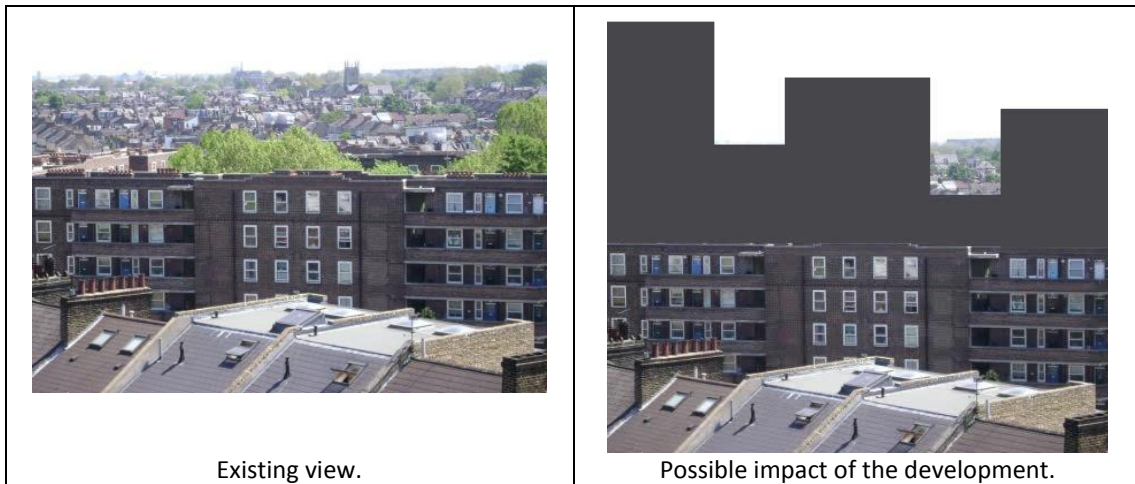 Existing view.
Possible impact of the development.